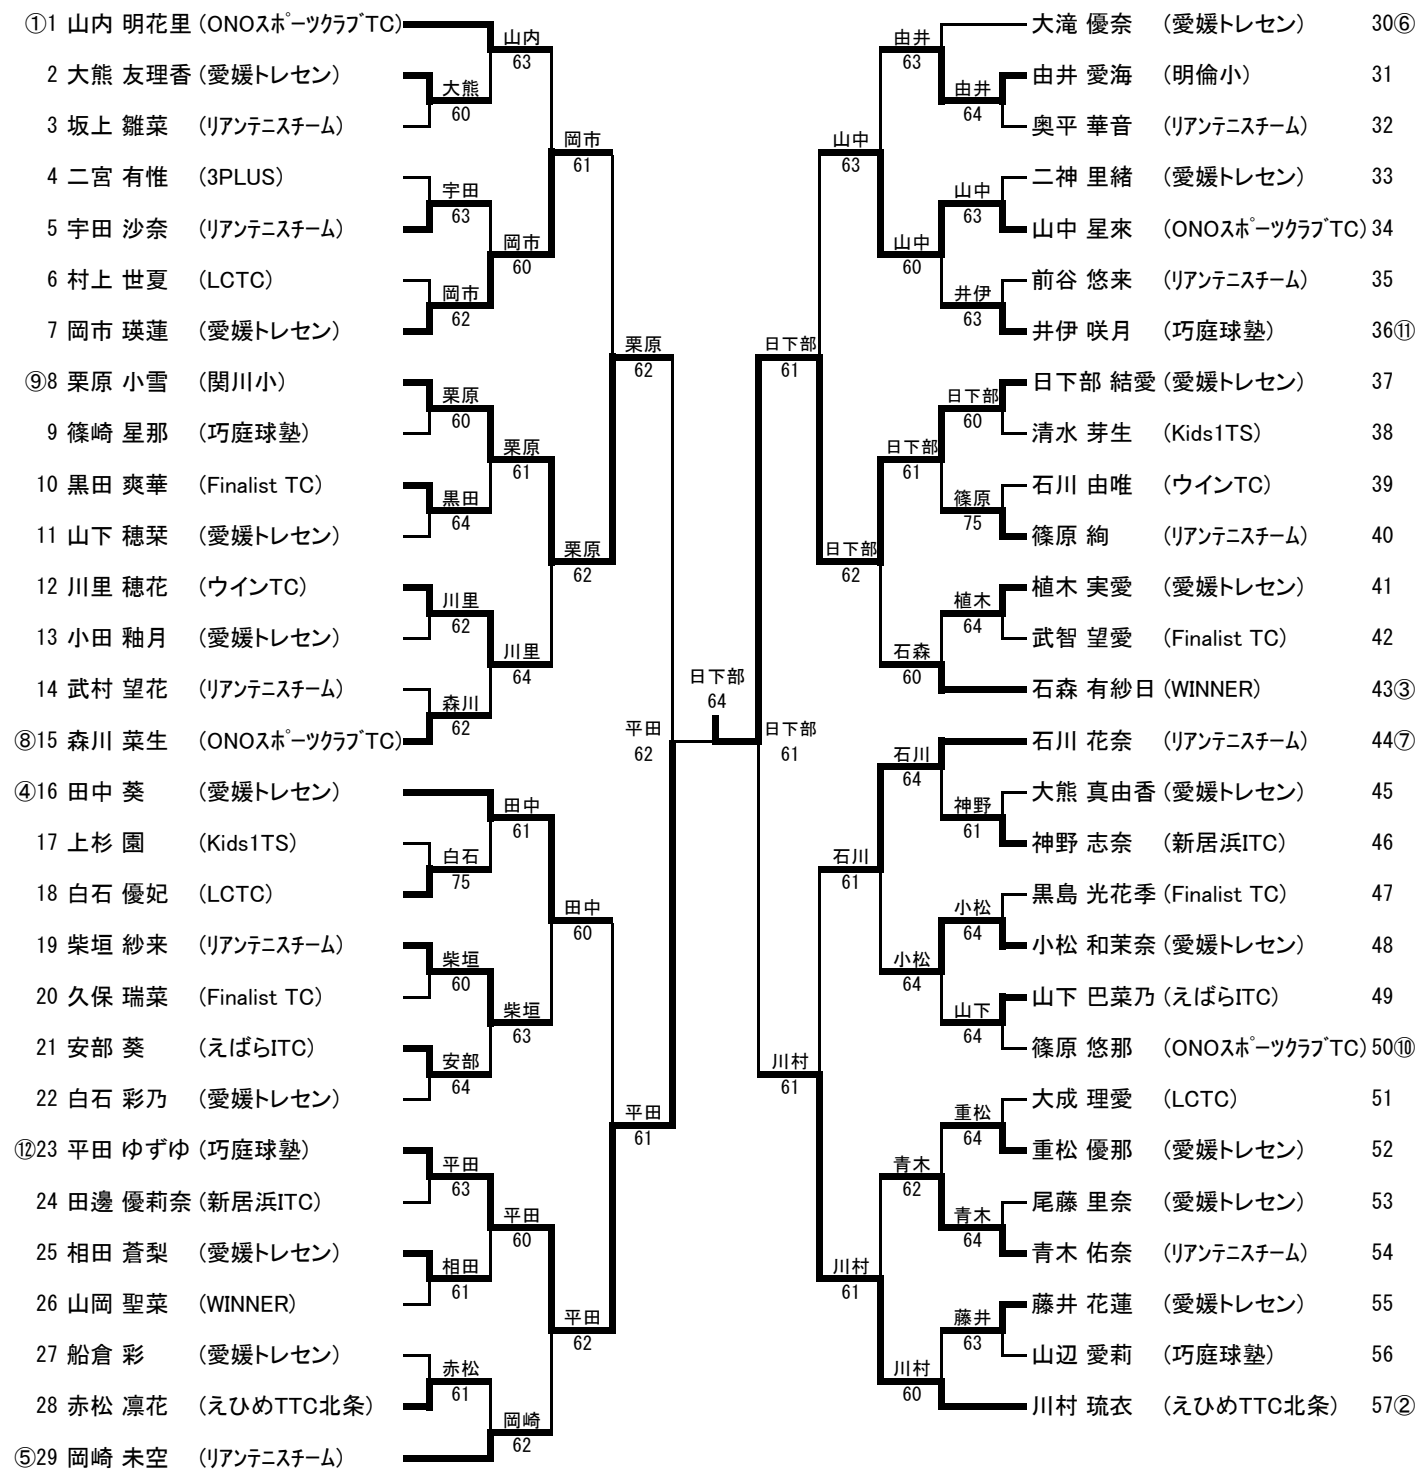 ①1 山内 明花里 (ONOスポーツクラブTC)
2 大熊 友理香 (愛媛トレセン)
3 坂上 雛菜 (リアンテニスチーム)
4 二宮 有惟 (3PLUS)
5 宇田 沙奈 (リアンテニスチーム)
6 村上 世夏 (LCTC)
7 岡市 瑛蓮 (愛媛トレセン)
⑨8 栗原 小雪 (関川小)
9 篠崎 星那 (巧庭球塾)
10 黒田 爽華 (Finalist TC)
11 山下 穂栞 (愛媛トレセン)
12 川里 穂花 (ウインTC)
13 小田 釉月 (愛媛トレセン)
14 武村 望花 (リアンテニスチーム)
⑧15 森川 菜生 (ONOスポーツクラブTC)
④16 田中 葵 (愛媛トレセン)
17 上杉 園 (Kids1TS)
18 白石 優妃 (LCTC)
19 柴垣 紗来 (リアンテニスチーム)
20 久保 瑞菜 (Finalist TC)
21 安部 葵 (えばらITC)
22 白石 彩乃 (愛媛トレセン)
⑫23 平田 ゆずゆ (巧庭球塾)
24 田邊 優莉奈 (新居浜ITC)
25 相田 蒼梨 (愛媛トレセン)
26 山岡 聖菜 (WINNER)
27 船倉 彩 (愛媛トレセン)
28 赤松 凛花 (えひめTTC北条)
⑤29 岡崎 未空 (リアンテニスチーム)
大熊
60
宇田
63
岡市
62
栗原
60
黒田
64
川里
62
森川
62
白石
75
柴垣
60
安部
64
平田
63
相田
61
赤松
61
山内
63
岡市
60
栗原
61
川里
64
田中
61
柴垣
63
平田
60
岡崎
62
岡市
61
栗原
62
田中
60
平田
62
栗原
62
平田
61
平田
62
日下部
64
日下部
61
日下部
61
川村
61
山中
63
日下部
62
石川
61
川村
61
由井
63
山中
60
日下部
61
石森
60
石川
64
小松
64
青木
62
川村
60
由井
64
山中
63
井伊
63
日下部
60
篠原
75
植木
64
神野
61
小松
64
山下
64
重松
64
青木
64
藤井
63
大滝 優奈 (愛媛トレセン) 30⑥
由井 愛海 (明倫小) 31
奥平 華音 (リアンテニスチーム) 32
二神 里緒 (愛媛トレセン) 33
山中 星來 (ONOスポーツクラブTC) 34
前谷 悠来 (リアンテニスチーム) 35
井伊 咲月 (巧庭球塾) 36⑪
日下部 結愛 (愛媛トレセン) 37
清水 芽生 (Kids1TS) 38
石川 由唯 (ウインTC) 39
篠原 絢 (リアンテニスチーム) 40
植木 実愛 (愛媛トレセン) 41
武智 望愛 (Finalist TC) 42
石森 有紗日 (WINNER) 43③
石川 花奈 (リアンテニスチーム) 44⑦
大熊 真由香 (愛媛トレセン) 45
神野 志奈 (新居浜ITC) 46
黒島 光花季 (Finalist TC) 47
小松 和茉奈 (愛媛トレセン) 48
山下 巴菜乃 (えばらITC) 49
篠原 悠那 (ONOスポーツクラブTC) 50⑩
大成 理愛 (LCTC) 51
重松 優那 (愛媛トレセン) 52
尾藤 里奈 (愛媛トレセン) 53
青木 佑奈 (リアンテニスチーム) 54
藤井 花蓮 (愛媛トレセン) 55
山辺 愛莉 (巧庭球塾) 56
川村 琉衣 (えひめTTC北条) 57②